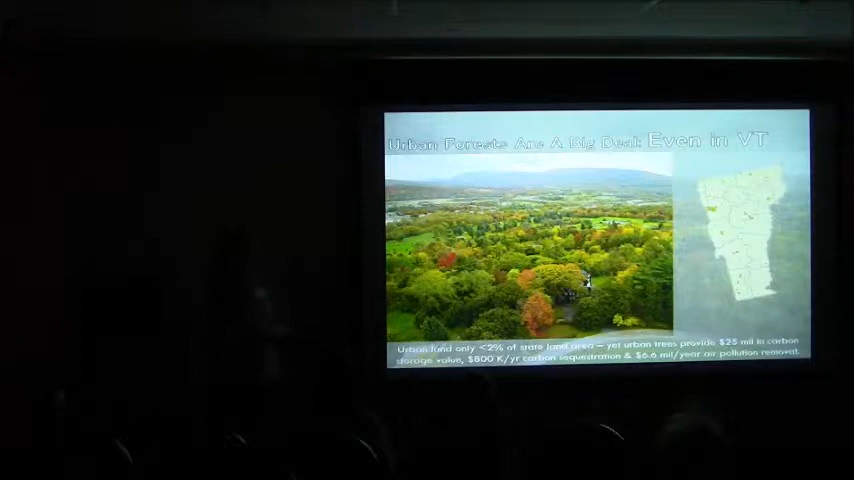 Urban Forests Are A Big Deal: Even in VT
Urban land only <2% of state land area – yet urban trees provide $25 mil in carbon
storage value, $800 K/yr carbon sequestration & $6.6 mil/year air pollution removal.